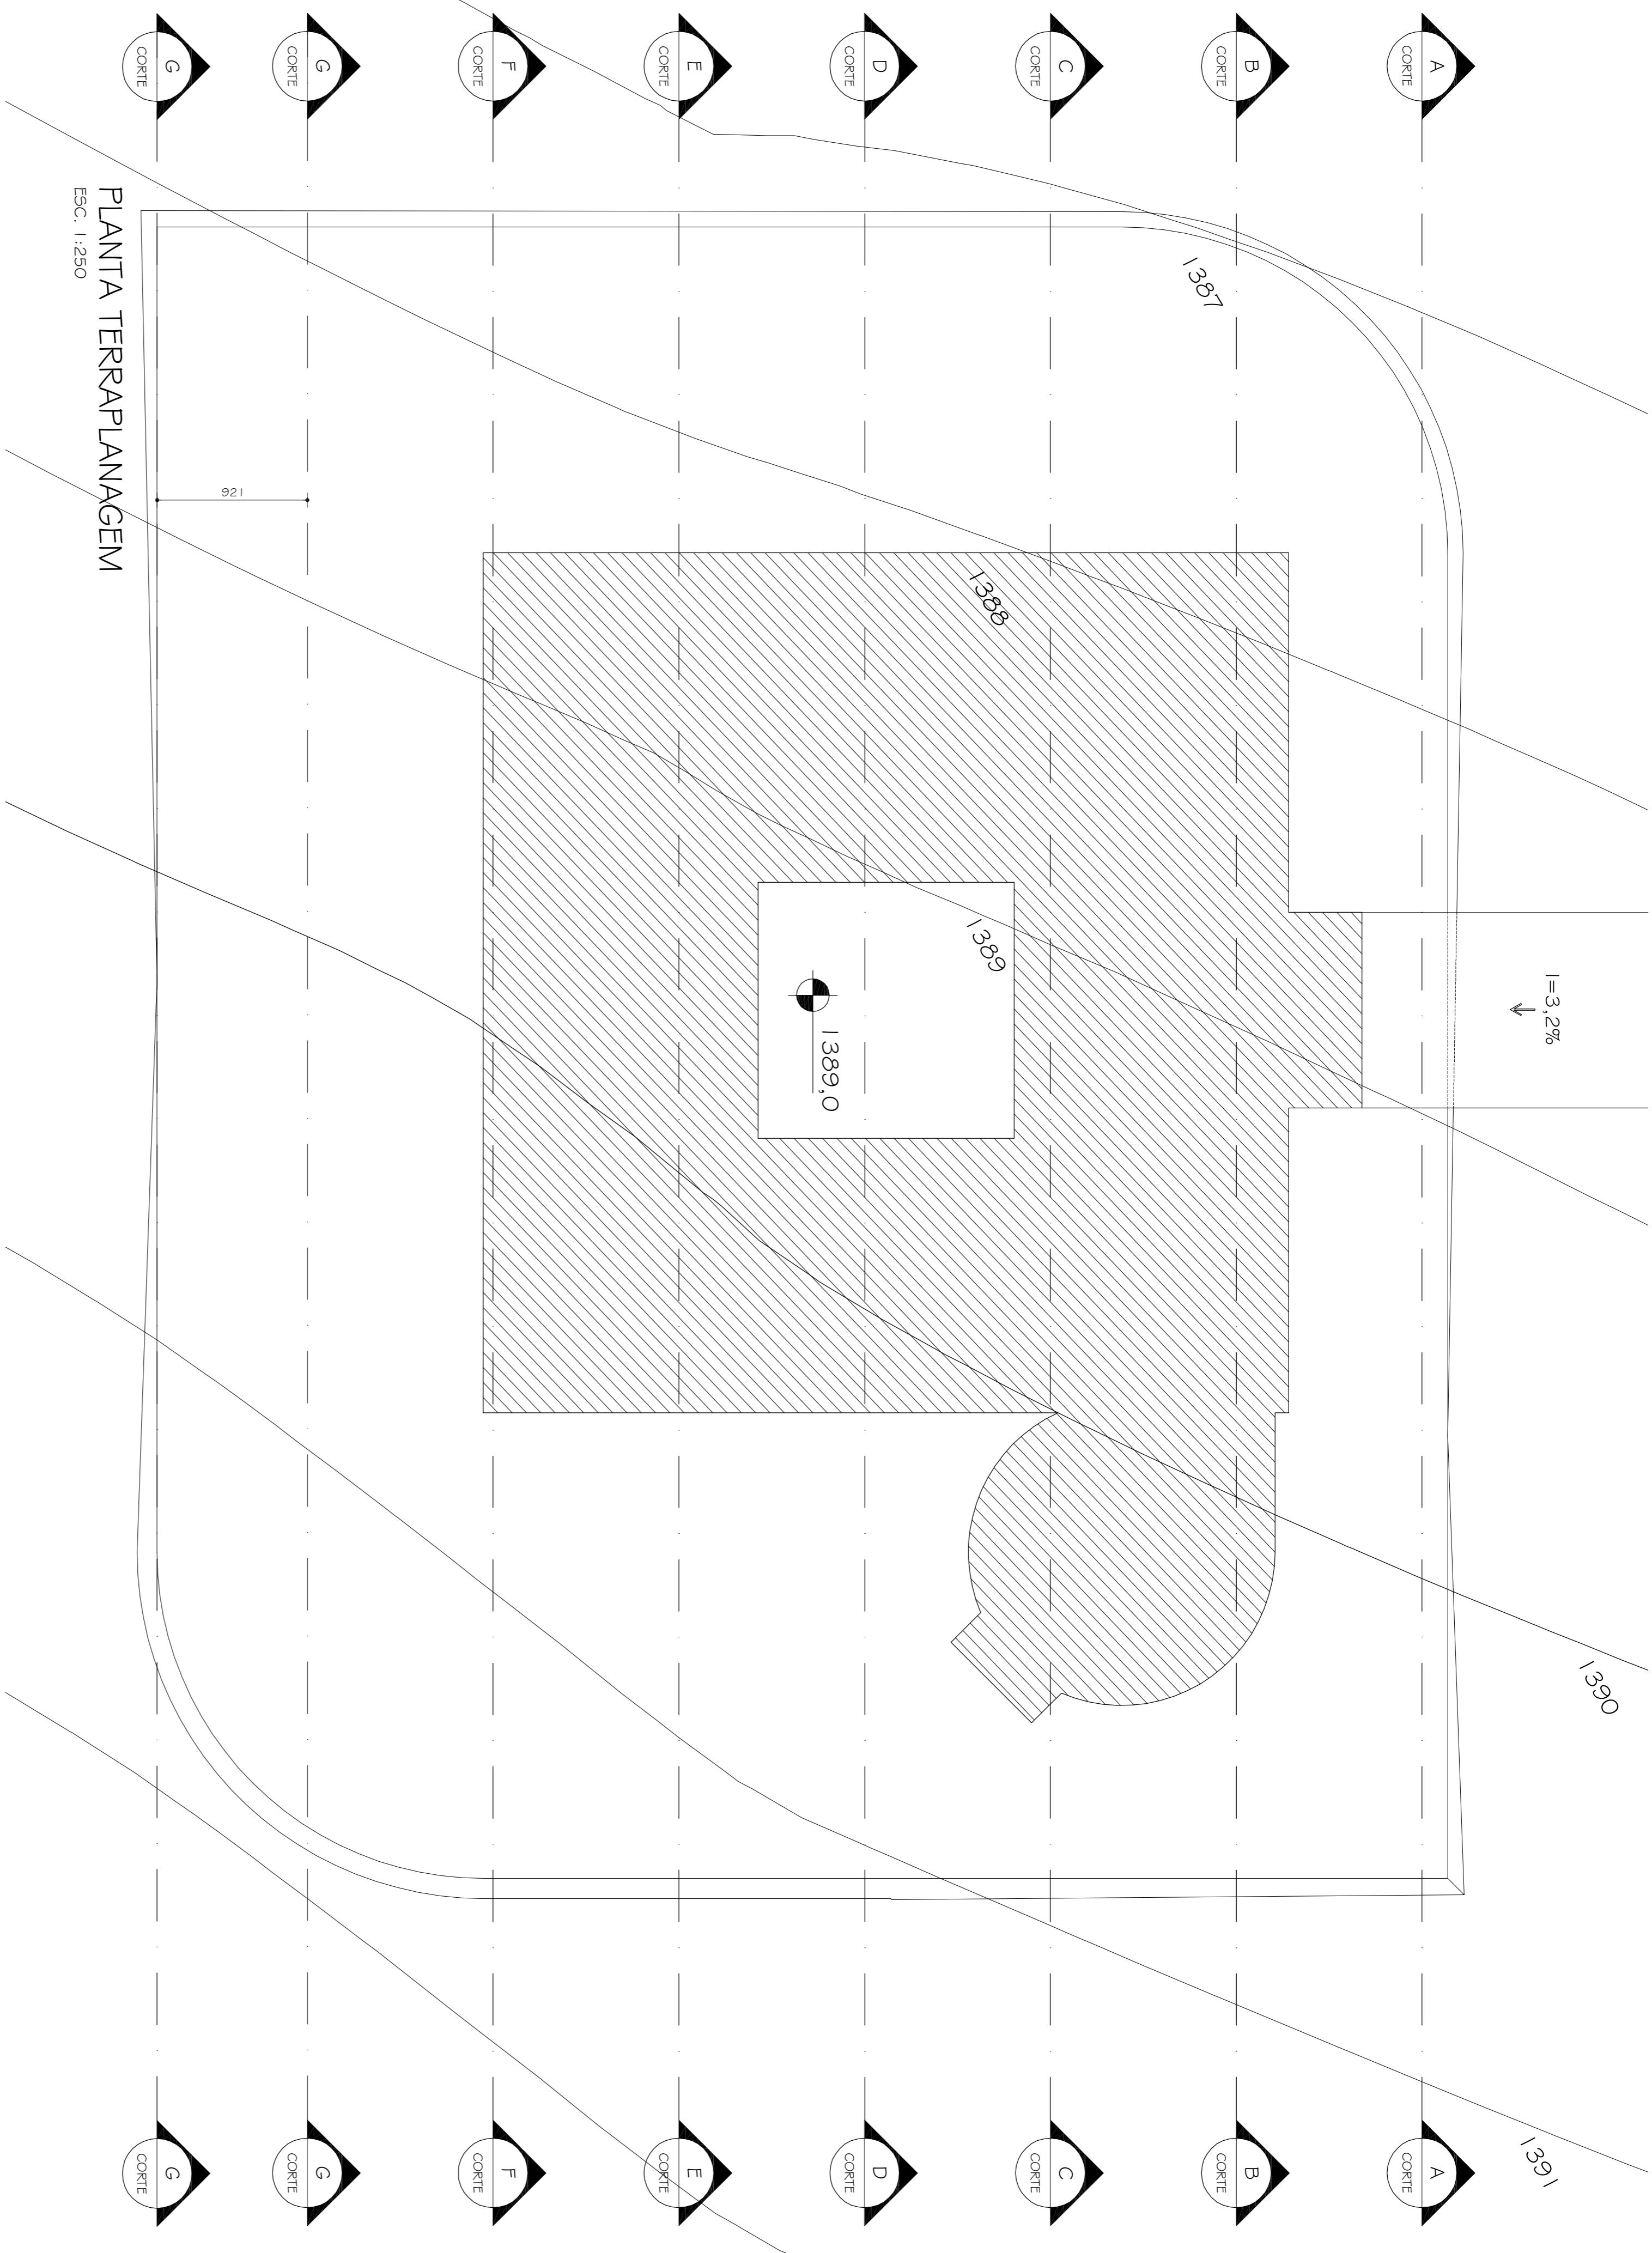 A
CORTE
B
CORTE
C
CORTE
D
CORTE
E
CORTE
F
CORTE
G
CORTE
G
CORTE
1387
1388
1389
1389,0
I=3,2%
1390
1391
921
PLANTA TERRAPLANAGEM
ESC. 1:250
A
CORTE
B
CORTE
C
CORTE
D
CORTE
E
CORTE
F
CORTE
G
CORTE
G
CORTE